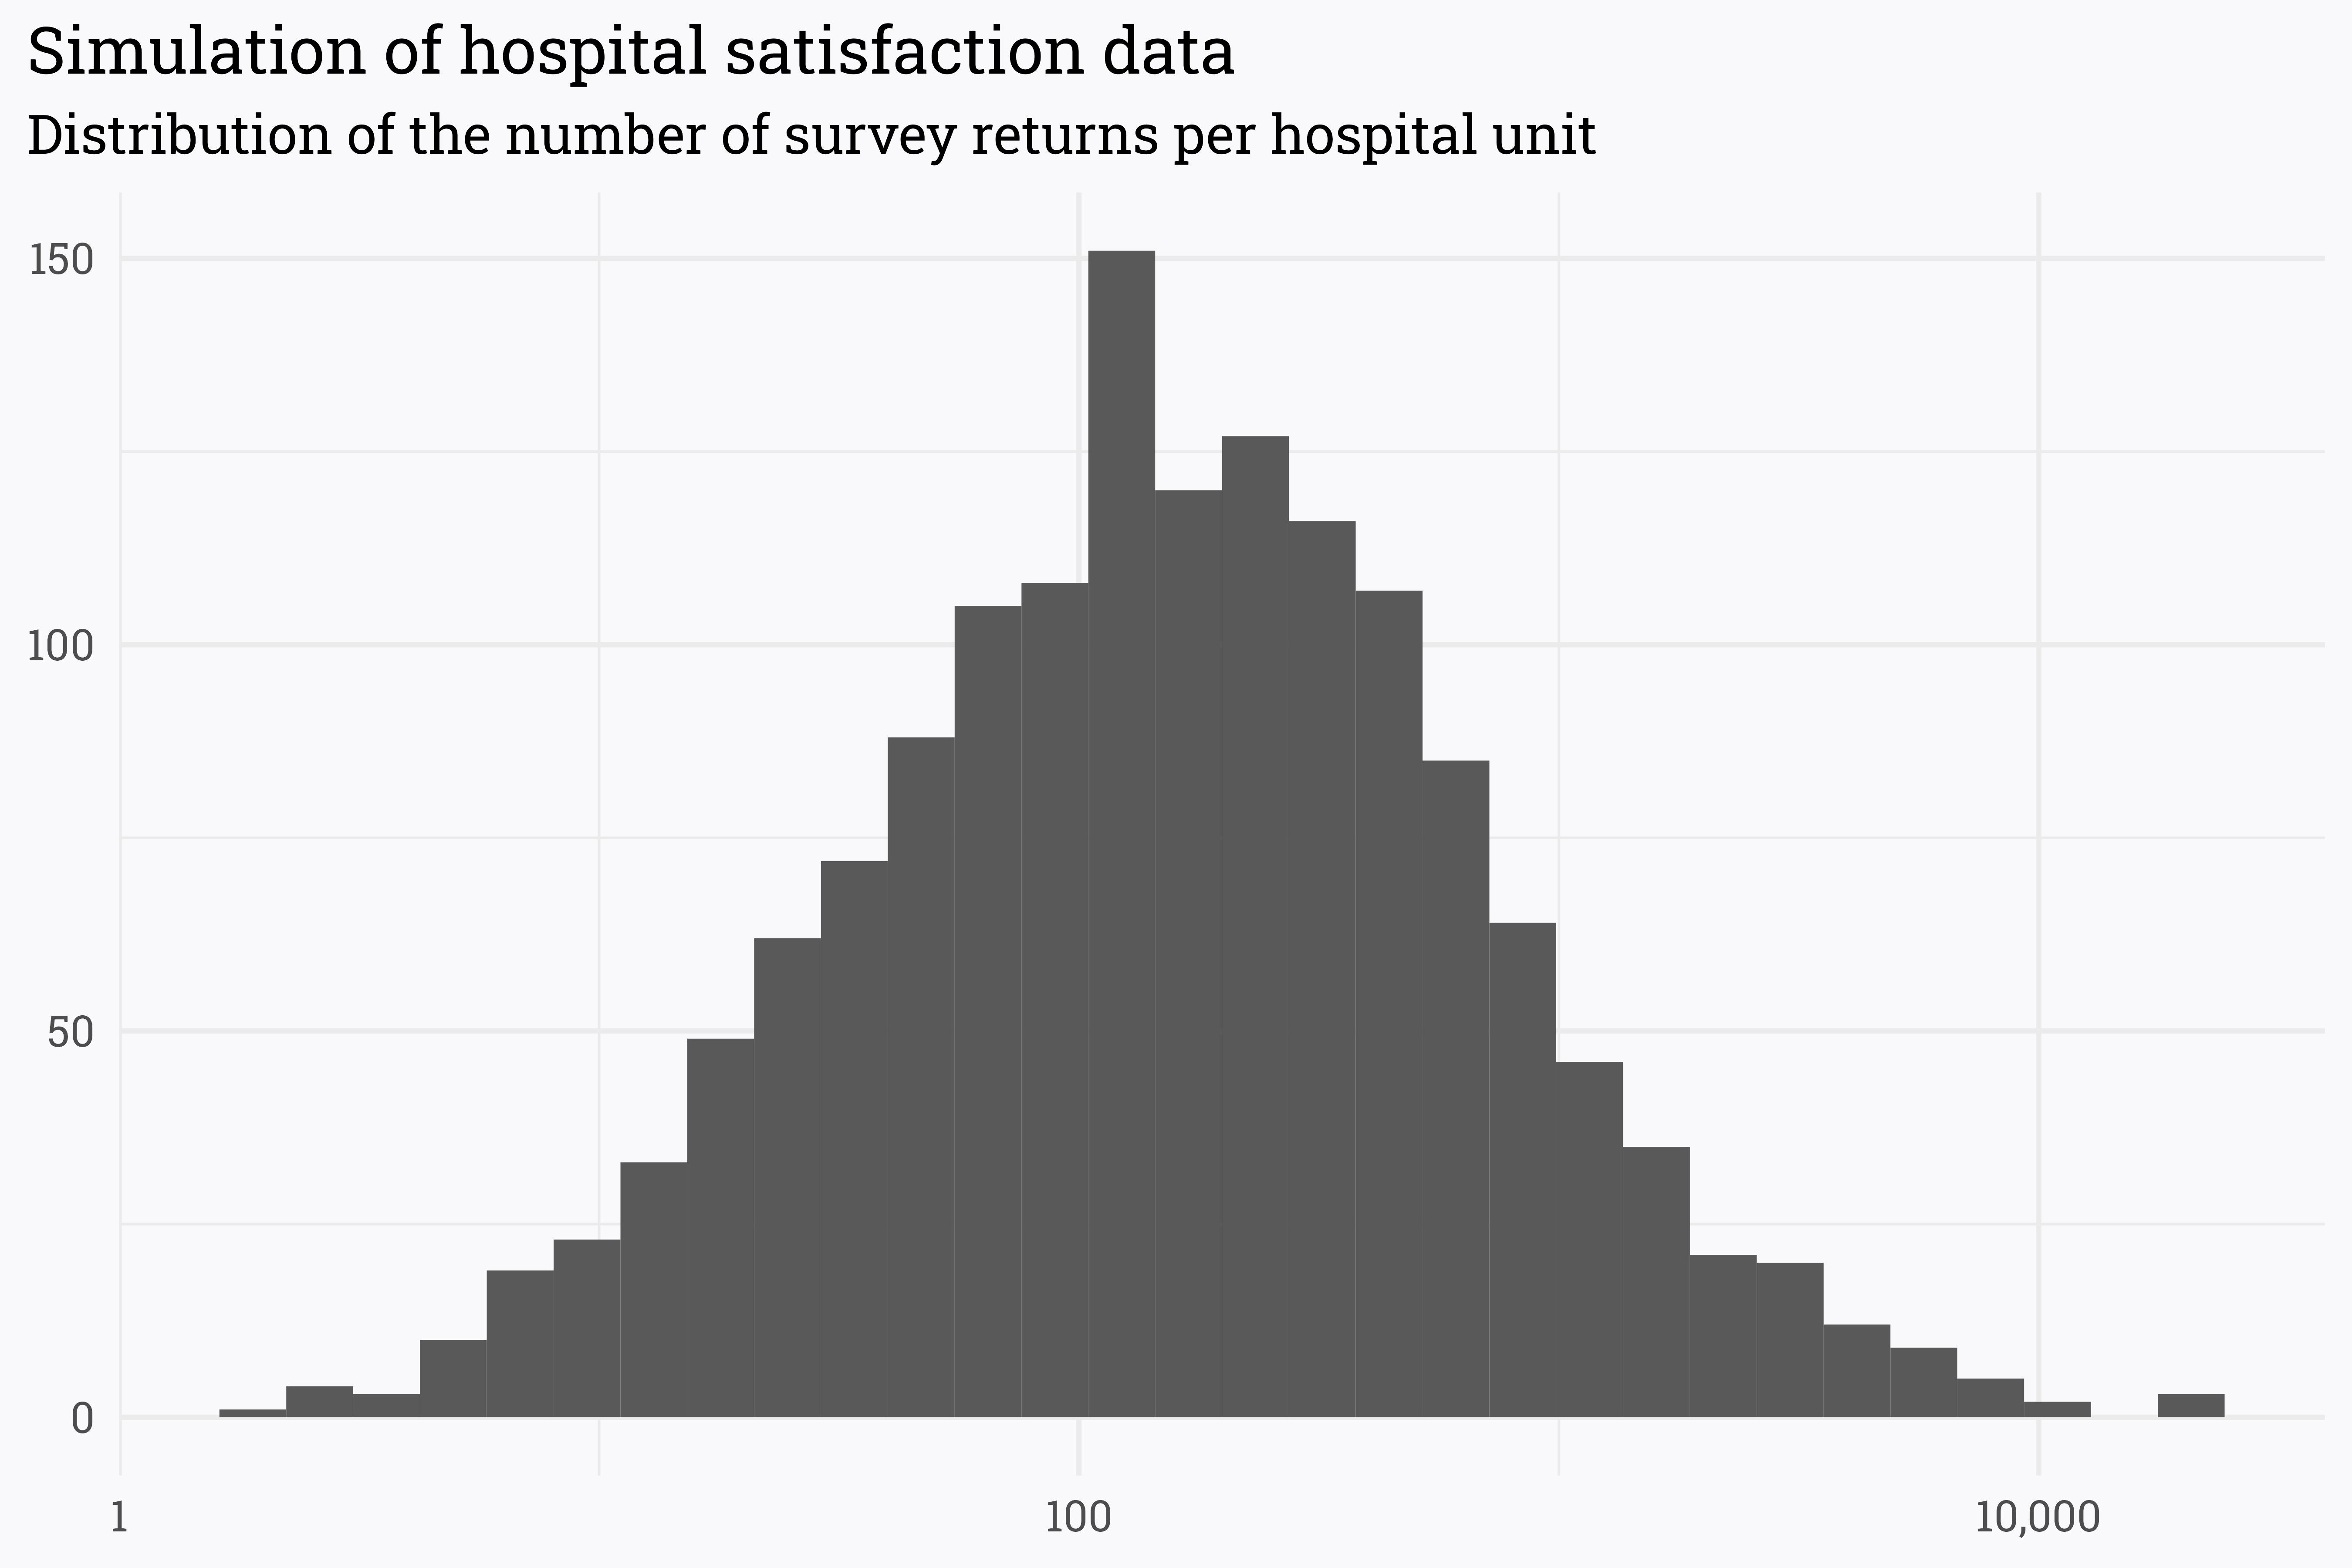 Simulation of hospital satisfaction data
Distribution of the number of survey returns per hospital unit
150
100
50
0
1 100 10,000